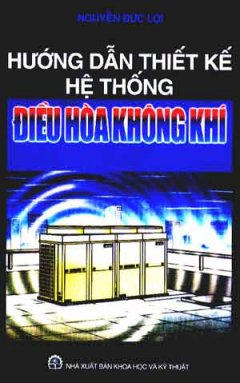 NGUYỄN ĐỨC LỢI
HƯỚNG DẪN THIẾT KẾ
HỆ THỐNG
ĐIỀU HÒA KHÔNG KHÍ
NHÀ XUẤT BẢN KHOA HỌC VÀ KỸ THUẬT